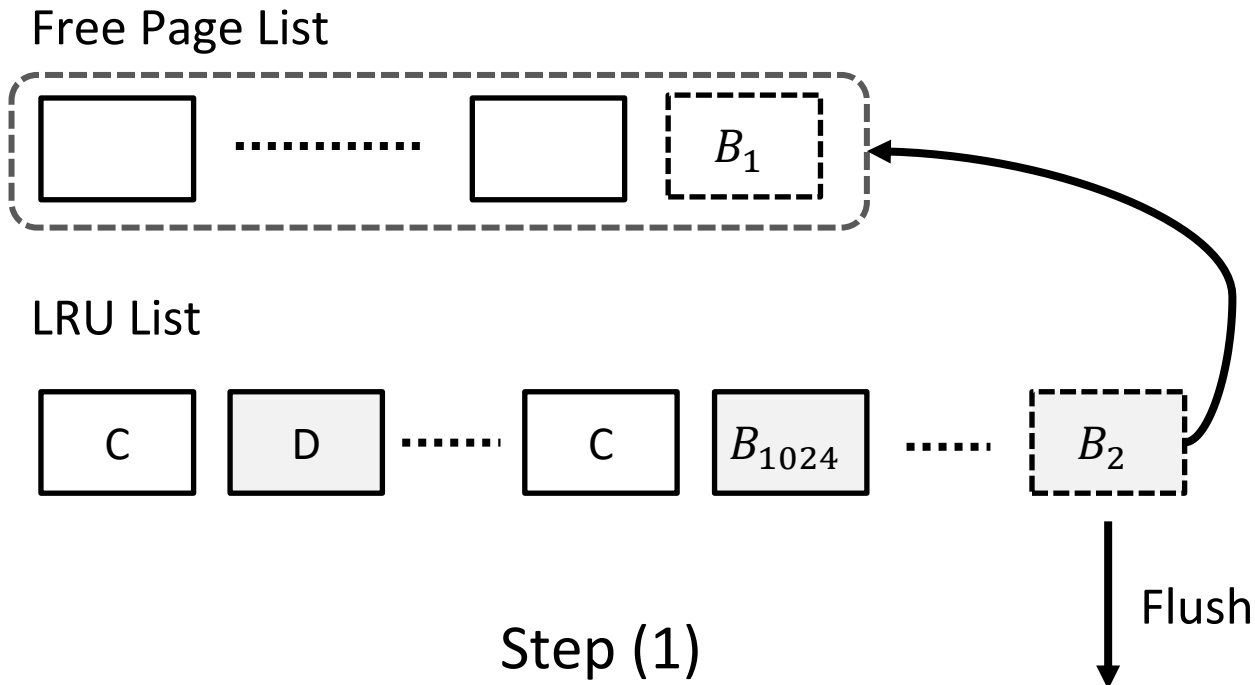 Free Page List
B₁
LRU List
C D C B₁₀₂₄ B₂
Flush
Step (1)